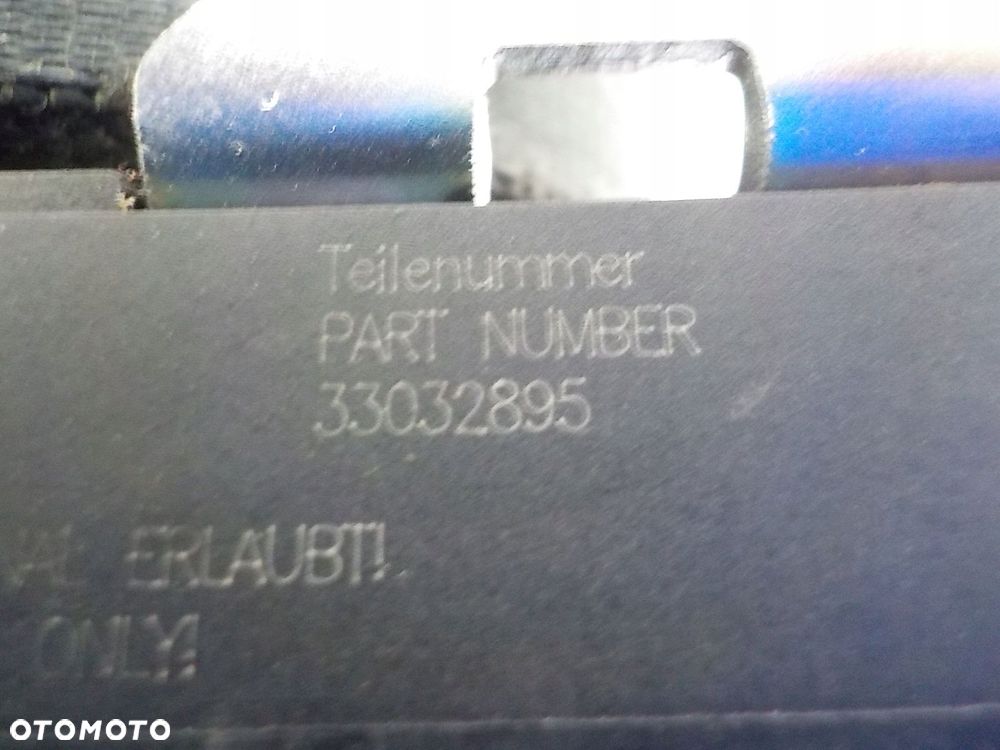 Teilenummer
PART NUMBER
33032895
ERLAUBT!
ONLY!
OTOMOTO